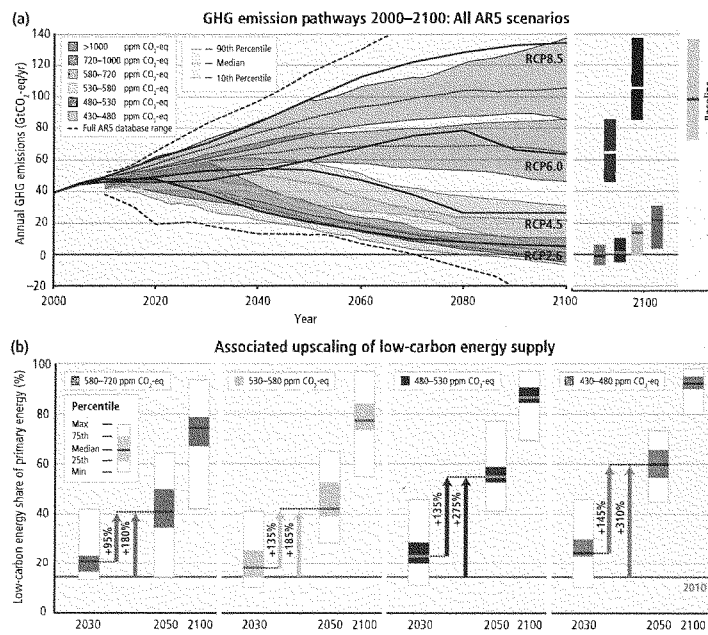 (a) GHG emission pathways 2000–2100: All AR5 scenarios
Annual GHG emissions (GtCO₂-eq/yr)
140
120
100
80
60
40
20
0
−20
>1000 ppm CO₂-eq
720–1000 ppm CO₂-eq
580–720 ppm CO₂-eq
530–580 ppm CO₂-eq
480–530 ppm CO₂-eq
430–480 ppm CO₂-eq
Full AR5 database range
90th Percentile
Median
10th Percentile
RCP8.5
RCP6.0
RCP4.5
RCP2.6
2000 2020 2040 2060 2080 2100
Year
2100
(b) Associated upscaling of low-carbon energy supply
Low-carbon energy share of primary energy (%)
100
80
60
40
20
0
580–720 ppm CO₂-eq
530–580 ppm CO₂-eq
480–530 ppm CO₂-eq
430–480 ppm CO₂-eq
Percentile
Max
75th
Median
25th
Min
+95%
+180%
+135%
+185%
+135%
+275%
+145%
+310%
2010
2030 2050 2100
2030 2050 2100
2030 2050 2100
2030 2050 2100